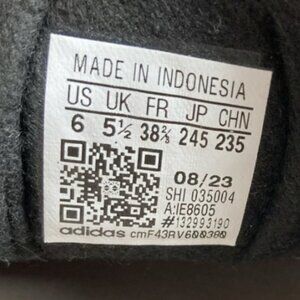 MADE IN INDONESIA
US UK FR JP CHN
6 5½ 38⅔ 245 235
08/23
SHI 035004
A:IE8605
#132993190
adidas cmF43RV600300